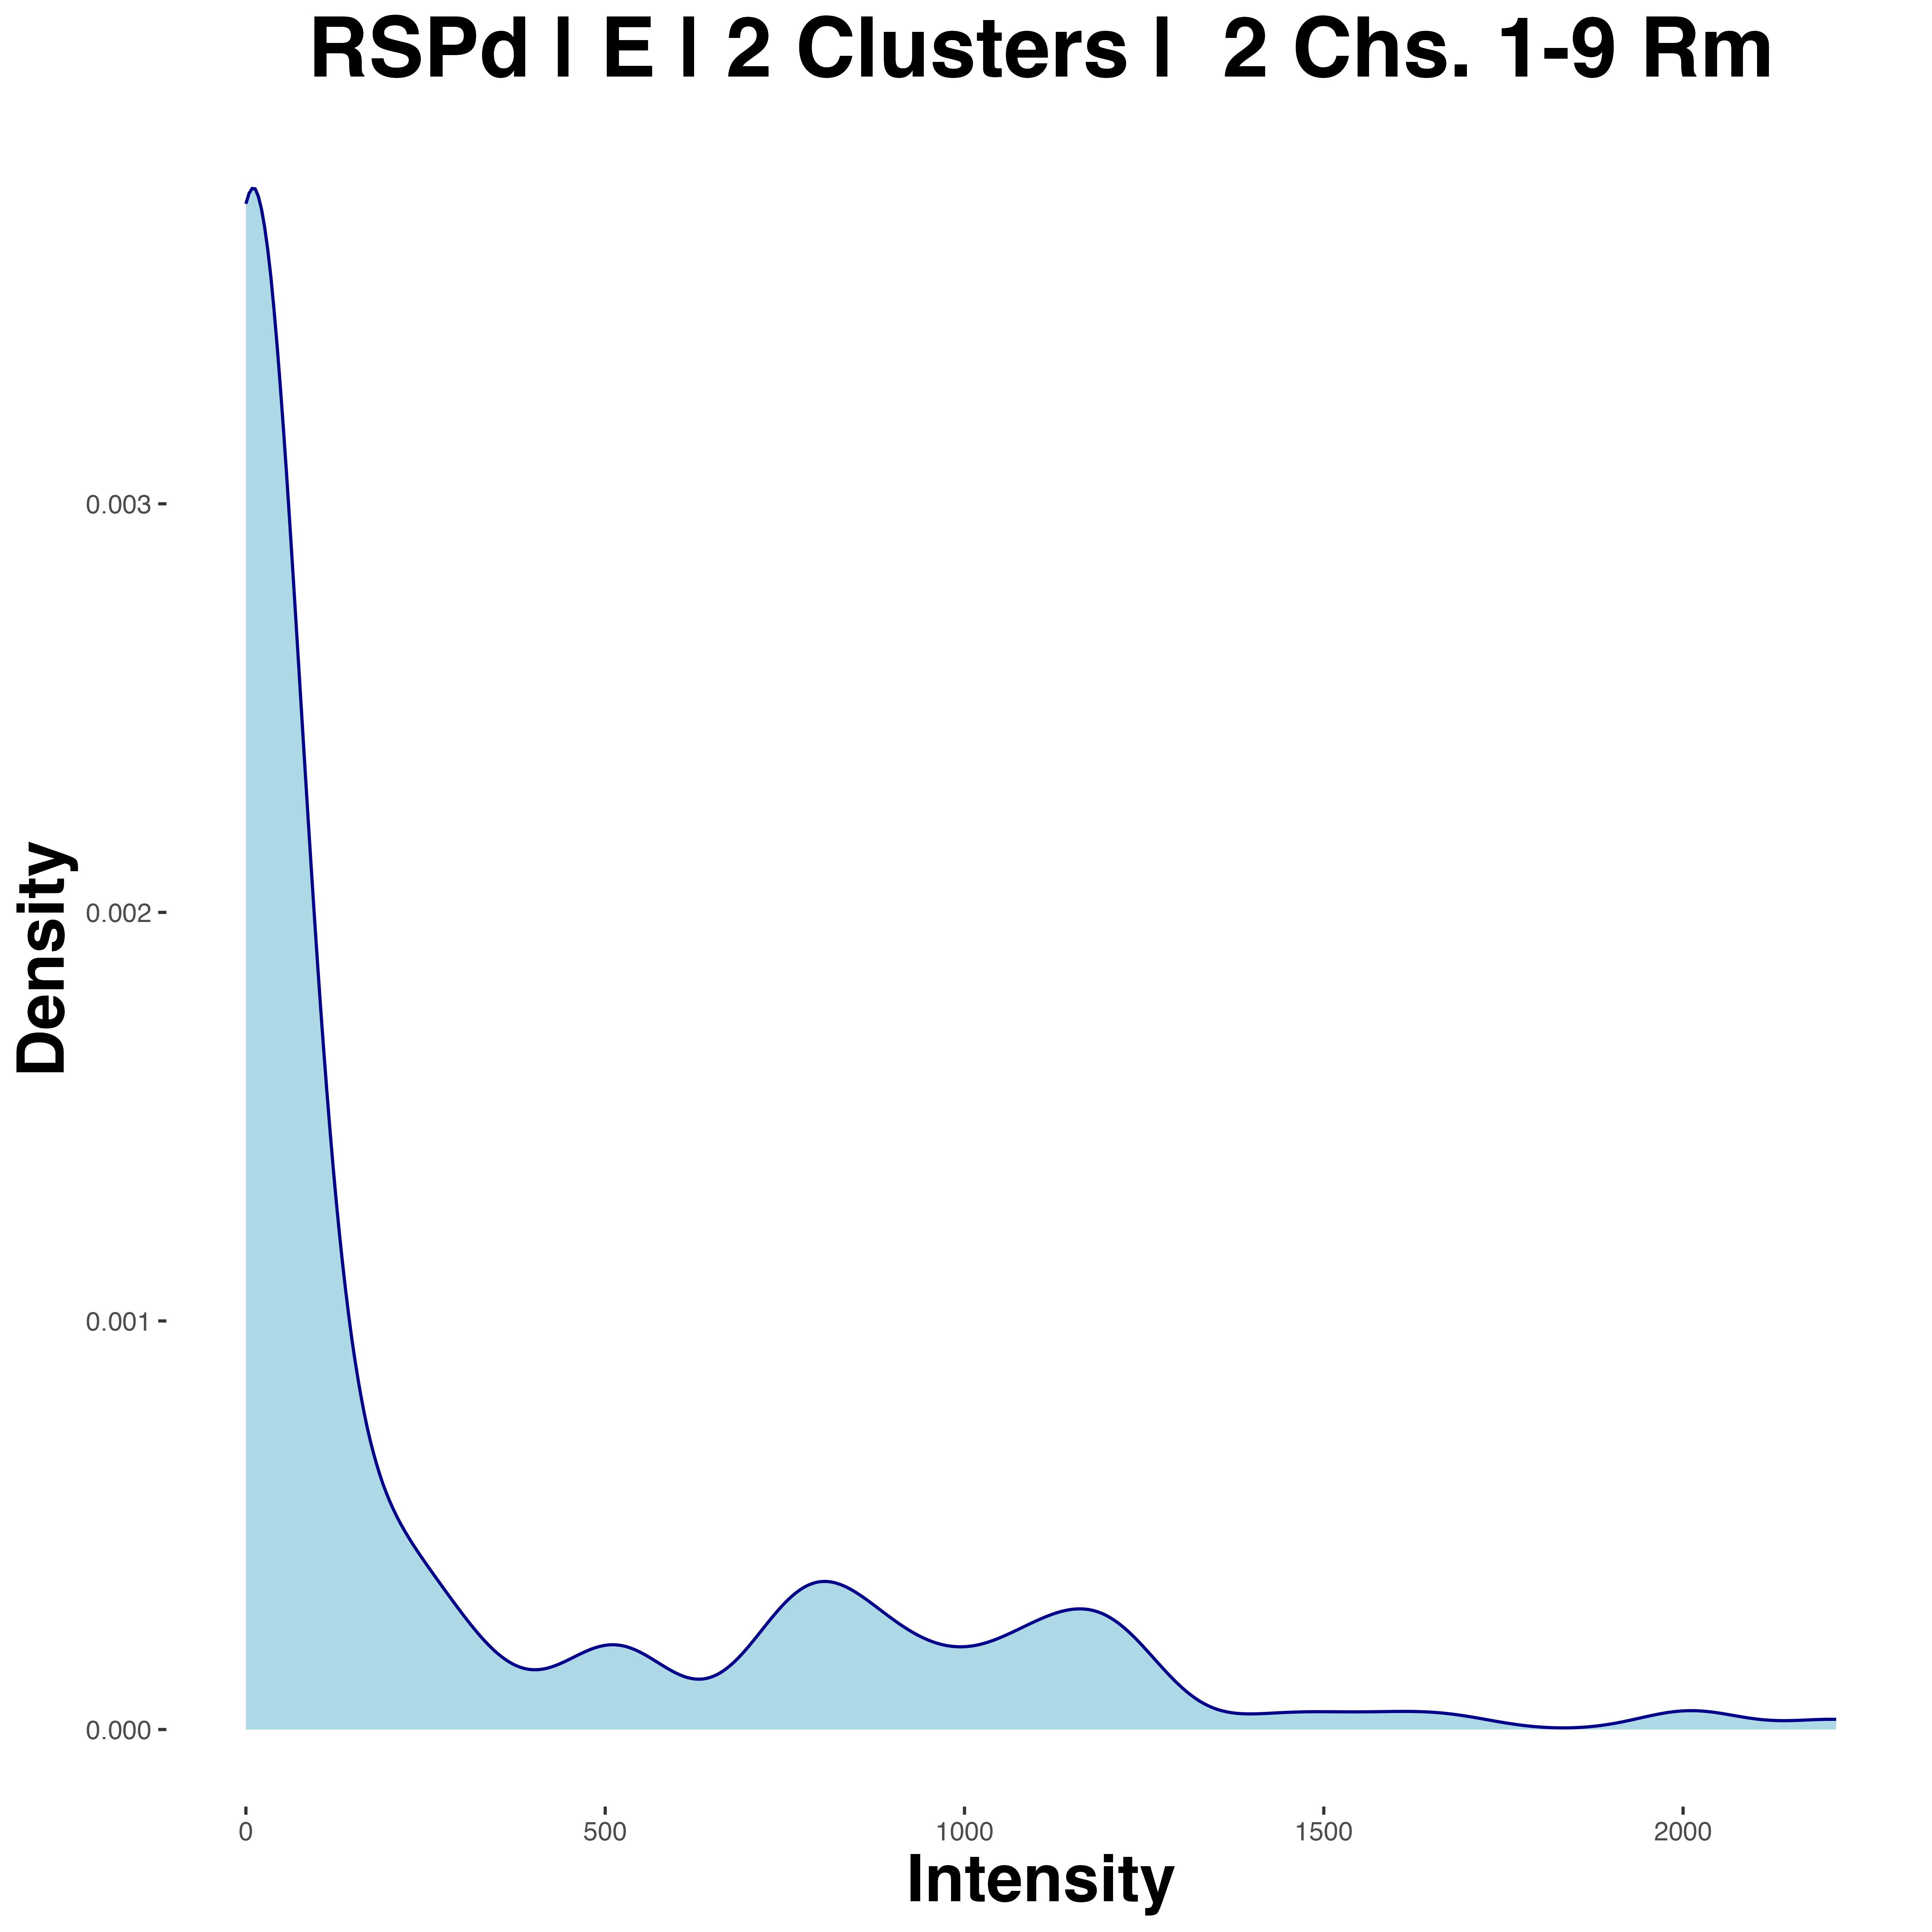 RSPd | E | 2 Clusters | 2 Chs. 1-9 Rm
Density
0.003
0.002
0.001
0.000
0 500 1000 1500 2000
Intensity